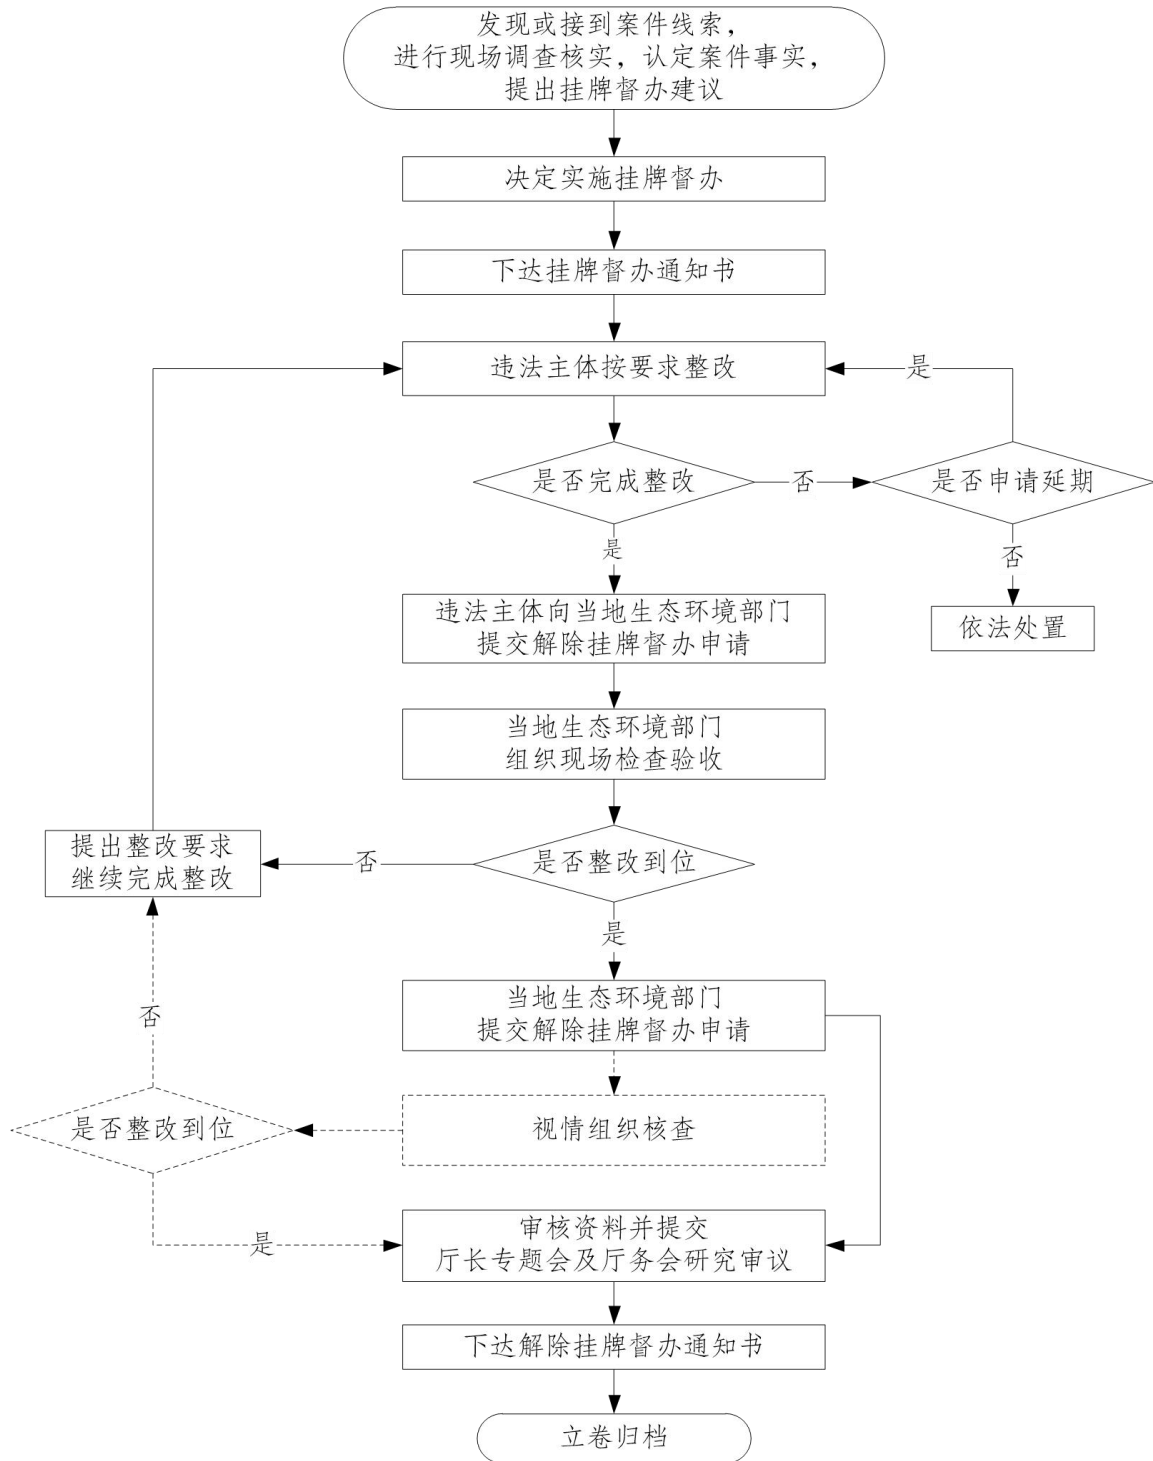 发现或接到案件线索，
进行现场调查核实，认定案件事实，
提出挂牌督办建议
决定实施挂牌督办
下达挂牌督办通知书
违法主体按要求整改
是
是否完成整改
否
是否申请延期
是
否
违法主体向当地生态环境部门
提交解除挂牌督办申请
依法处置
当地生态环境部门
组织现场检查验收
提出整改要求
继续完成整改
否
是否整改到位
是
当地生态环境部门
提交解除挂牌督办申请
否
是否整改到位
视情组织核查
是
审核资料并提交
厅长专题会及厅务会研究审议
下达解除挂牌督办通知书
立卷归档